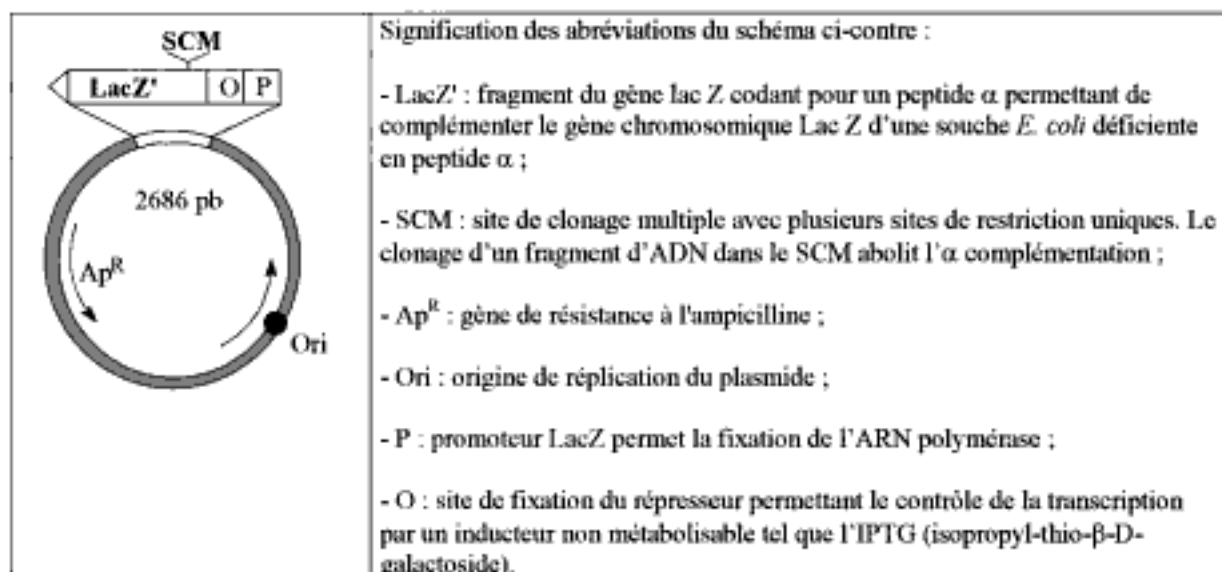 SCM
LacZ' O P
2686 pb
Ap^R
Ori
Signification des abréviations du schéma ci-contre :
- LacZ' : fragment du gène lac Z codant pour un peptide α permettant de
complémenter le gène chromosomique Lac Z d'une souche E. coli déficiente
en peptide α ;
- SCM : site de clonage multiple avec plusieurs sites de restriction uniques. Le
clonage d'un fragment d'ADN dans le SCM abolit l'α complémentation ;
- Ap^R : gène de résistance à l'ampicilline ;
- Ori : origine de réplication du plasmide ;
- P : promoteur LacZ permet la fixation de l'ARN polymérase ;
- O : site de fixation du répresseur permettant le contrôle de la transcription
par un inducteur non métabolisable tel que l'IPTG (isopropyl-thio-β-D-
galactoside).